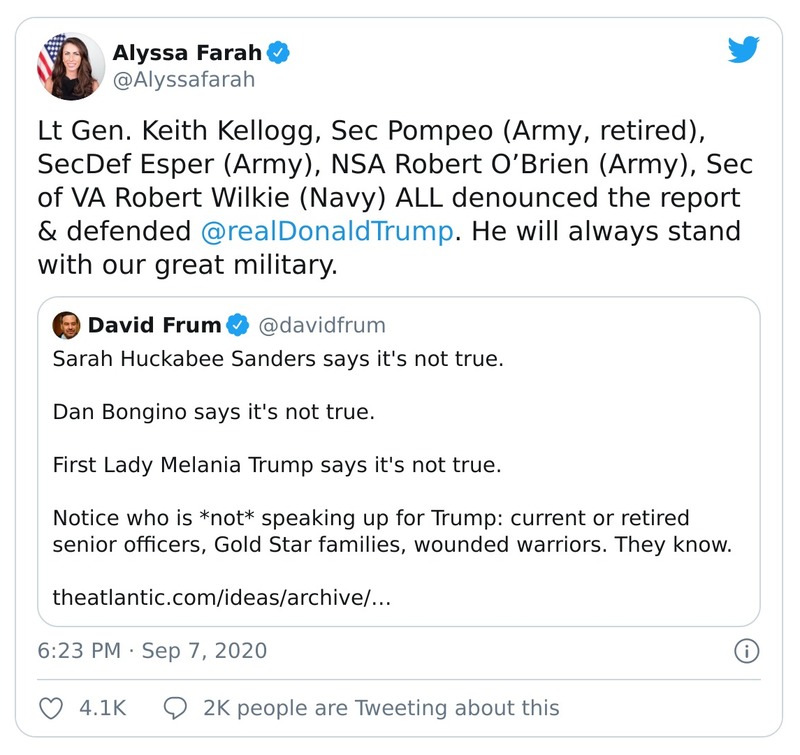 Alyssa Farah
@Alyssafarah
Lt Gen. Keith Kellogg, Sec Pompeo (Army, retired),
SecDef Esper (Army), NSA Robert O’Brien (Army), Sec
of VA Robert Wilkie (Navy) ALL denounced the report
& defended @realDonaldTrump. He will always stand
with our great military.
David Frum @davidfrum
Sarah Huckabee Sanders says it's not true.
Dan Bongino says it's not true.
First Lady Melania Trump says it's not true.
Notice who is *not* speaking up for Trump: current or retired
senior officers, Gold Star families, wounded warriors. They know.
theatlantic.com/ideas/archive/…
6:23 PM · Sep 7, 2020
4.1K 2K people are Tweeting about this